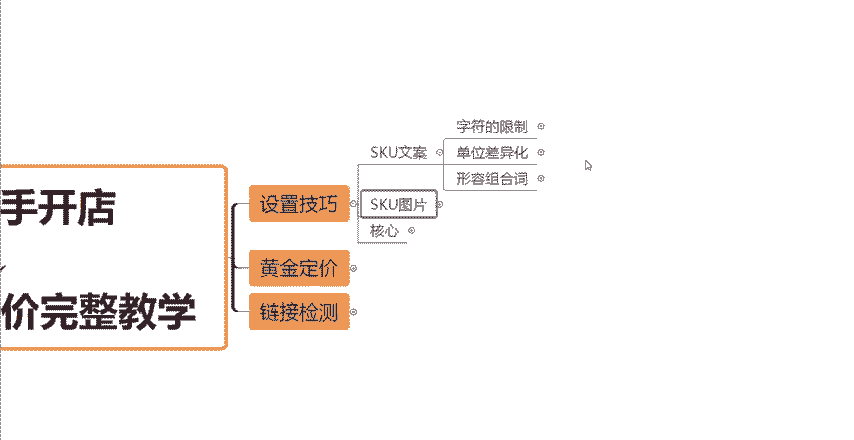 手开店
价完整教学
设置技巧
SKU文案
字符的限制
单位差异化
形容组合词
SKU图片
核心
黄金定价
链接检测